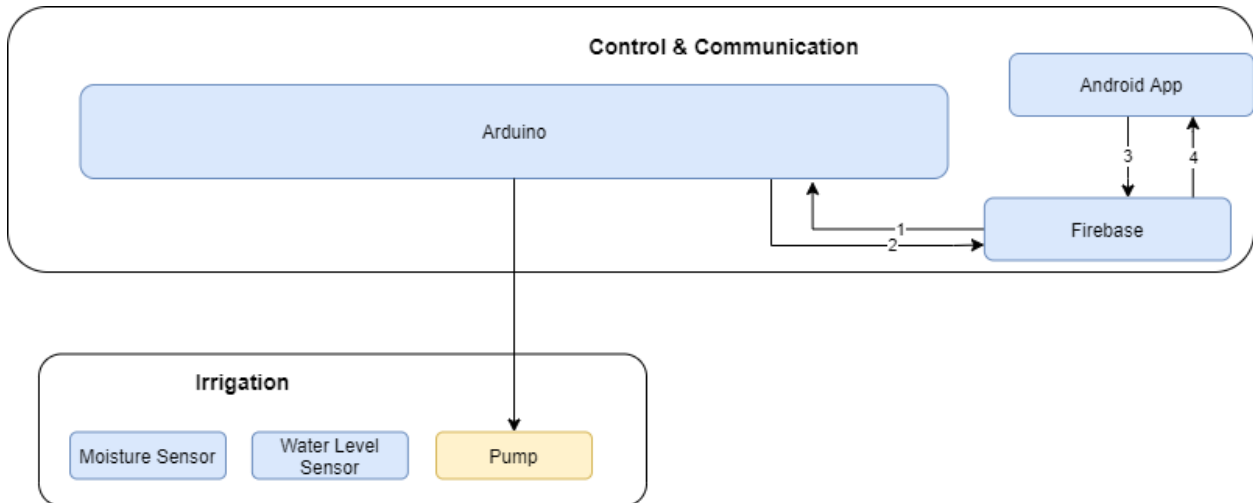 Control & Communication
Android App
Arduino
3
4
1
2
Firebase
Irrigation
Moisture Sensor
Water Level
Sensor
Pump